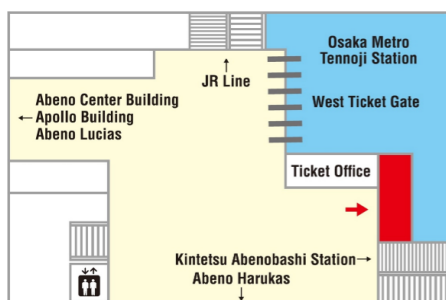 Osaka Metro
Tennoji Station
JR Line
West Ticket Gate
Abeno Center Building
← Apollo Building
Abeno Lucias
Ticket Office
Kintetsu Abenobashi Station →
Abeno Harukas